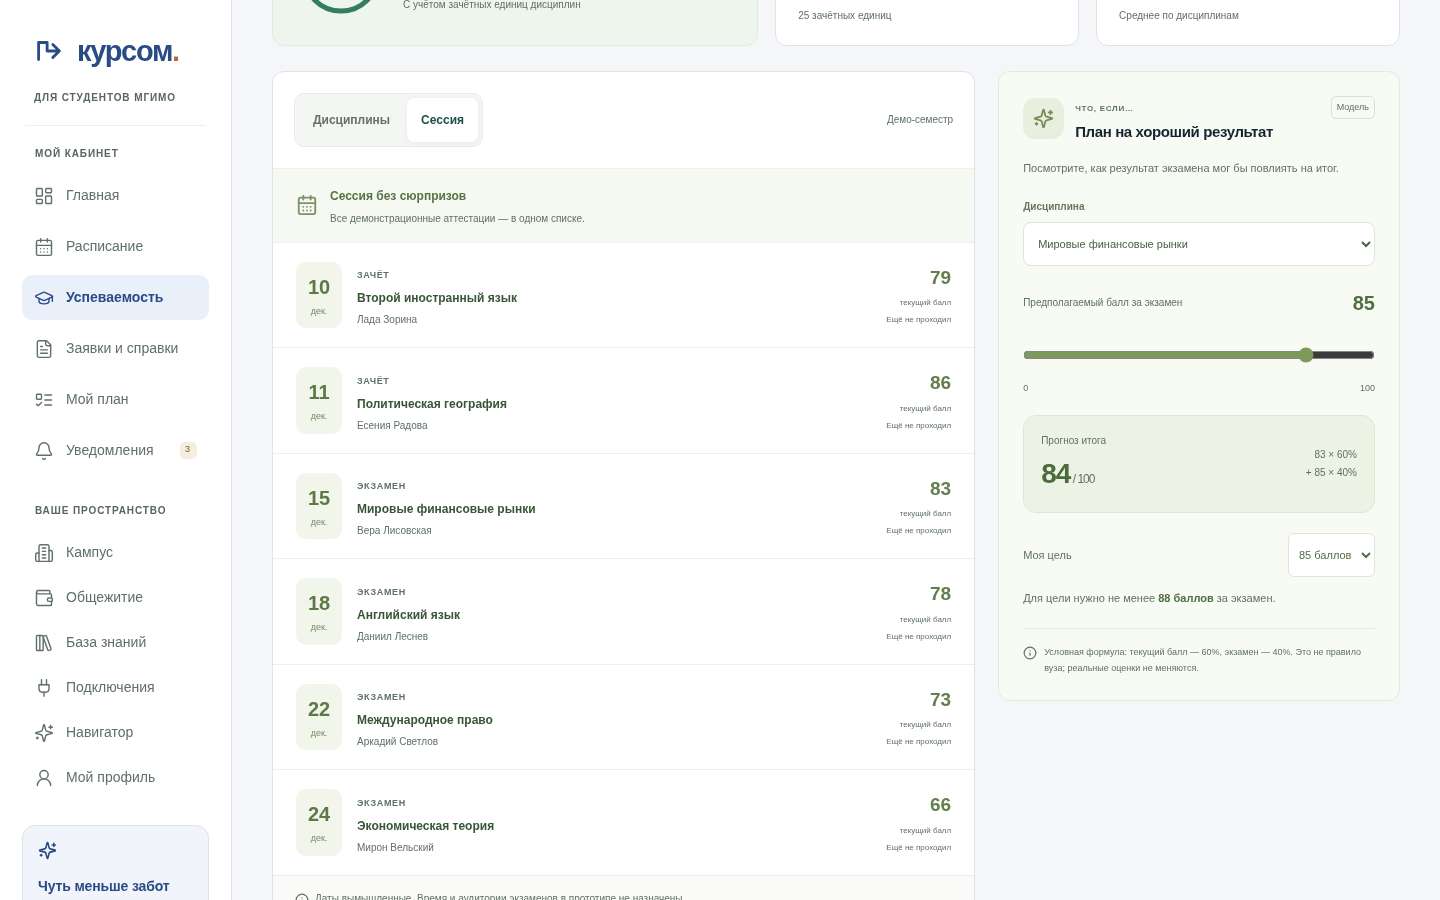 курсом.
ДЛЯ СТУДЕНТОВ МГИМО
МОЙ КАБИНЕТ
Главная
Расписание
Успеваемость
Заявки и справки
Мой план
Уведомления 3
ВАШЕ ПРОСТРАНСТВО
Кампус
Общежитие
База знаний
Подключения
Навигатор
Мой профиль
Чуть меньше забот
С учётом зачётных единиц дисциплин
25 зачётных единиц
Среднее по дисциплинам
Дисциплины Сессия Демо-семестр
Сессия без сюрпризов
Все демонстрационные аттестации — в одном списке.
10 дек.
ЗАЧЁТ
Второй иностранный язык
Лада Зорина
79
текущий балл
Ещё не проходил
11 дек.
ЗАЧЁТ
Политическая география
Есения Радова
86
текущий балл
Ещё не проходил
15 дек.
ЭКЗАМЕН
Мировые финансовые рынки
Вера Лисовская
83
текущий балл
Ещё не проходил
18 дек.
ЭКЗАМЕН
Английский язык
Даниил Леснев
78
текущий балл
Ещё не проходил
22 дек.
ЭКЗАМЕН
Международное право
Аркадий Светлов
73
текущий балл
Ещё не проходил
24 дек.
ЭКЗАМЕН
Экономическая теория
Мирон Вельский
66
текущий балл
Ещё не проходил
Даты вымышленные. Время и аудитории экзаменов в прототипе не назначены.
ЧТО, ЕСЛИ...
Модель
План на хороший результат
Посмотрите, как результат экзамена мог бы повлиять на итог.
Дисциплина
Мировые финансовые рынки
Предполагаемый балл за экзамен 85
0 100
Прогноз итога
84 / 100
83 × 60%
+ 85 × 40%
Моя цель 85 баллов
Для цели нужно не менее 88 баллов за экзамен.
Условная формула: текущий балл — 60%, экзамен — 40%. Это не правило
вуза; реальные оценки не меняются.